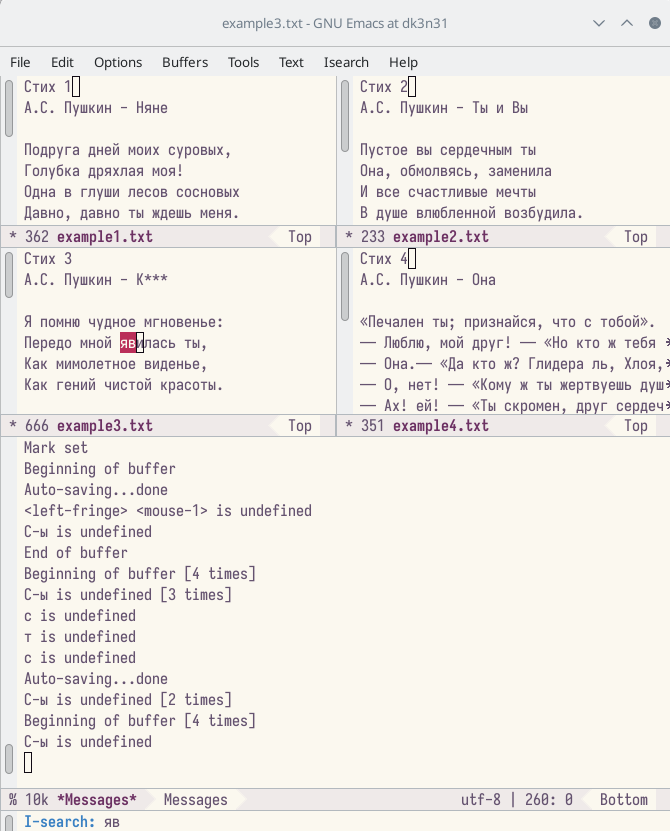 example3.txt - GNU Emacs at dk3n31
File Edit Options Buffers Tools Text Isearch Help
Стих 1
А.С. Пушкин - Няне
Подруга дней моих суровых,
Голубка дряхлая моя!
Одна в глуши лесов сосновых
Давно, давно ты ждешь меня.
* 362 example1.txt Top
Стих 2
А.С. Пушкин - Ты и Вы
Пустое вы сердечным ты
Она, обмолвясь, заменила
И все счастливые мечты
В душе влюбленной возбудила.
* 233 example2.txt Top
Стих 3
А.С. Пушкин - К***
Я помню чудное мгновенье:
Передо мной явилась ты,
Как мимолетное виденье,
Как гений чистой красоты.
* 666 example3.txt Top
Стих 4
А.С. Пушкин - Она
«Печален ты; признайся, что с тобой».
—— Люблю, мой друг! —— «Но кто ж тебя
—— Она.—— «Да кто ж? Глидера ль, Хлоя,
—— О, нет! —— «Кому ж ты жертвуешь душ
—— Ах! ей! —— «Ты скромен, друг сердеч
* 351 example4.txt Top
Mark set
Beginning of buffer
Auto-saving...done
<left-fringe> <mouse-1> is undefined
C-ы is undefined
End of buffer
Beginning of buffer [4 times]
C-ы is undefined [3 times]
с is undefined
т is undefined
с is undefined
Auto-saving...done
C-ы is undefined [2 times]
Beginning of buffer [4 times]
C-ы is undefined
% 10k *Messages* Messages utf-8 | 260: 0 Bottom
I-search: яв